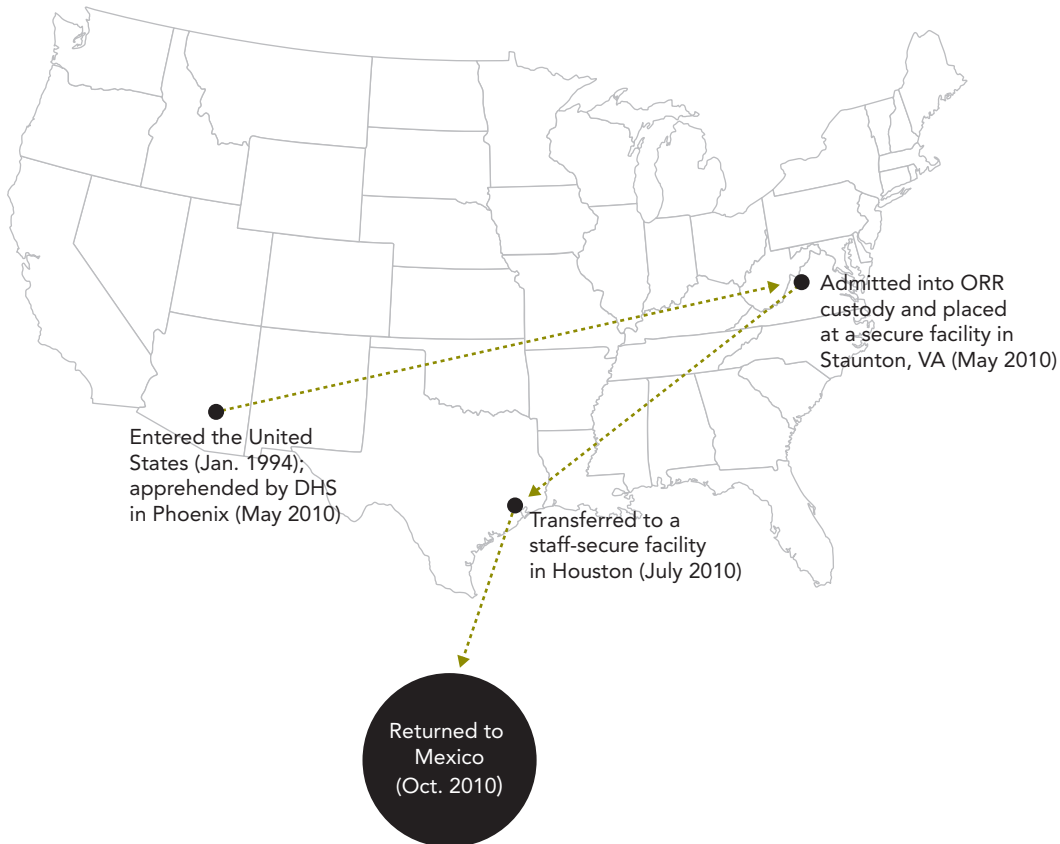 Admitted into ORR
custody and placed
at a secure facility in
Staunton, VA (May 2010)
Entered the United
States (Jan. 1994);
apprehended by DHS
in Phoenix (May 2010)
Transferred to a
staff-secure facility
in Houston (July 2010)
Returned to
Mexico
(Oct. 2010)